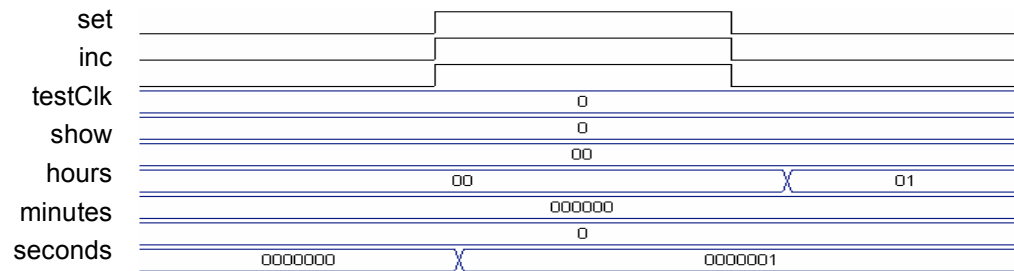 set
inc
testClk
0
show
0
00
hours
00 01
minutes
000000
0
seconds
0000000 0000001